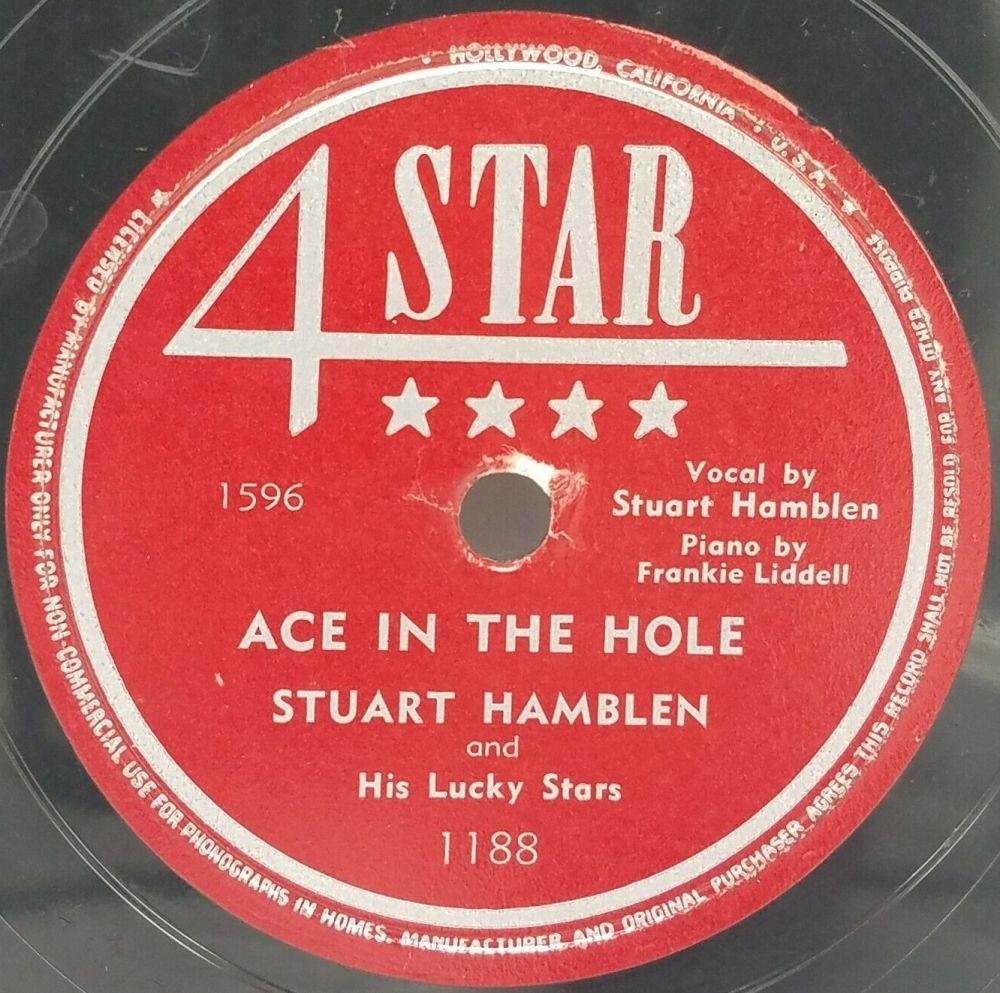 HOLLYWOOD, CALIFORNIA • U.S.A.
4 STAR
1596
Vocal by
Stuart Hamblen
Piano by
Frankie Liddell
ACE IN THE HOLE
STUART HAMBLEN
and
His Lucky Stars
1188
LICENSED BY MANUFACTURER ONLY FOR NON-COMMERCIAL USE FOR PHONOGRAPHS IN HOMES. MANUFACTURER AND ORIGINAL PURCHASER AGREES THIS RECORD SHALL NOT BE RESOLD FOR ANY OTHER PURPOSE